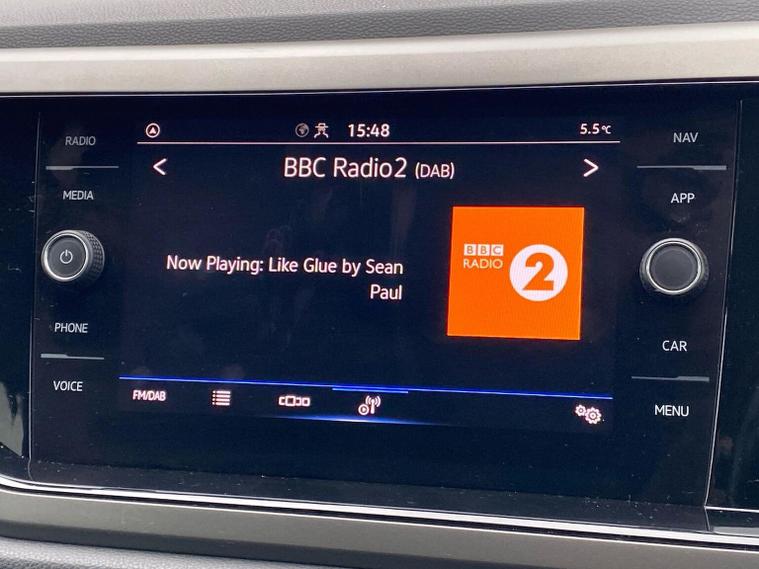 RADIO
MEDIA
PHONE
VOICE
15:48
5.5°C
BBC Radio2 (DAB)
Now Playing: Like Glue by Sean
Paul
BBC
RADIO
2
FM/DAB
NAV
APP
CAR
MENU